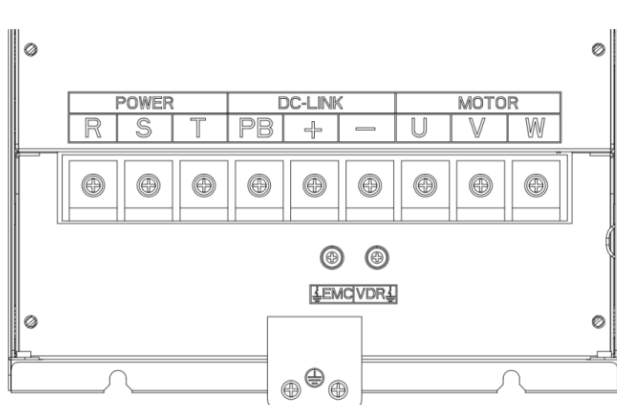 POWER DC-LINK MOTOR
R S T PB + - U V W
EMC VDR